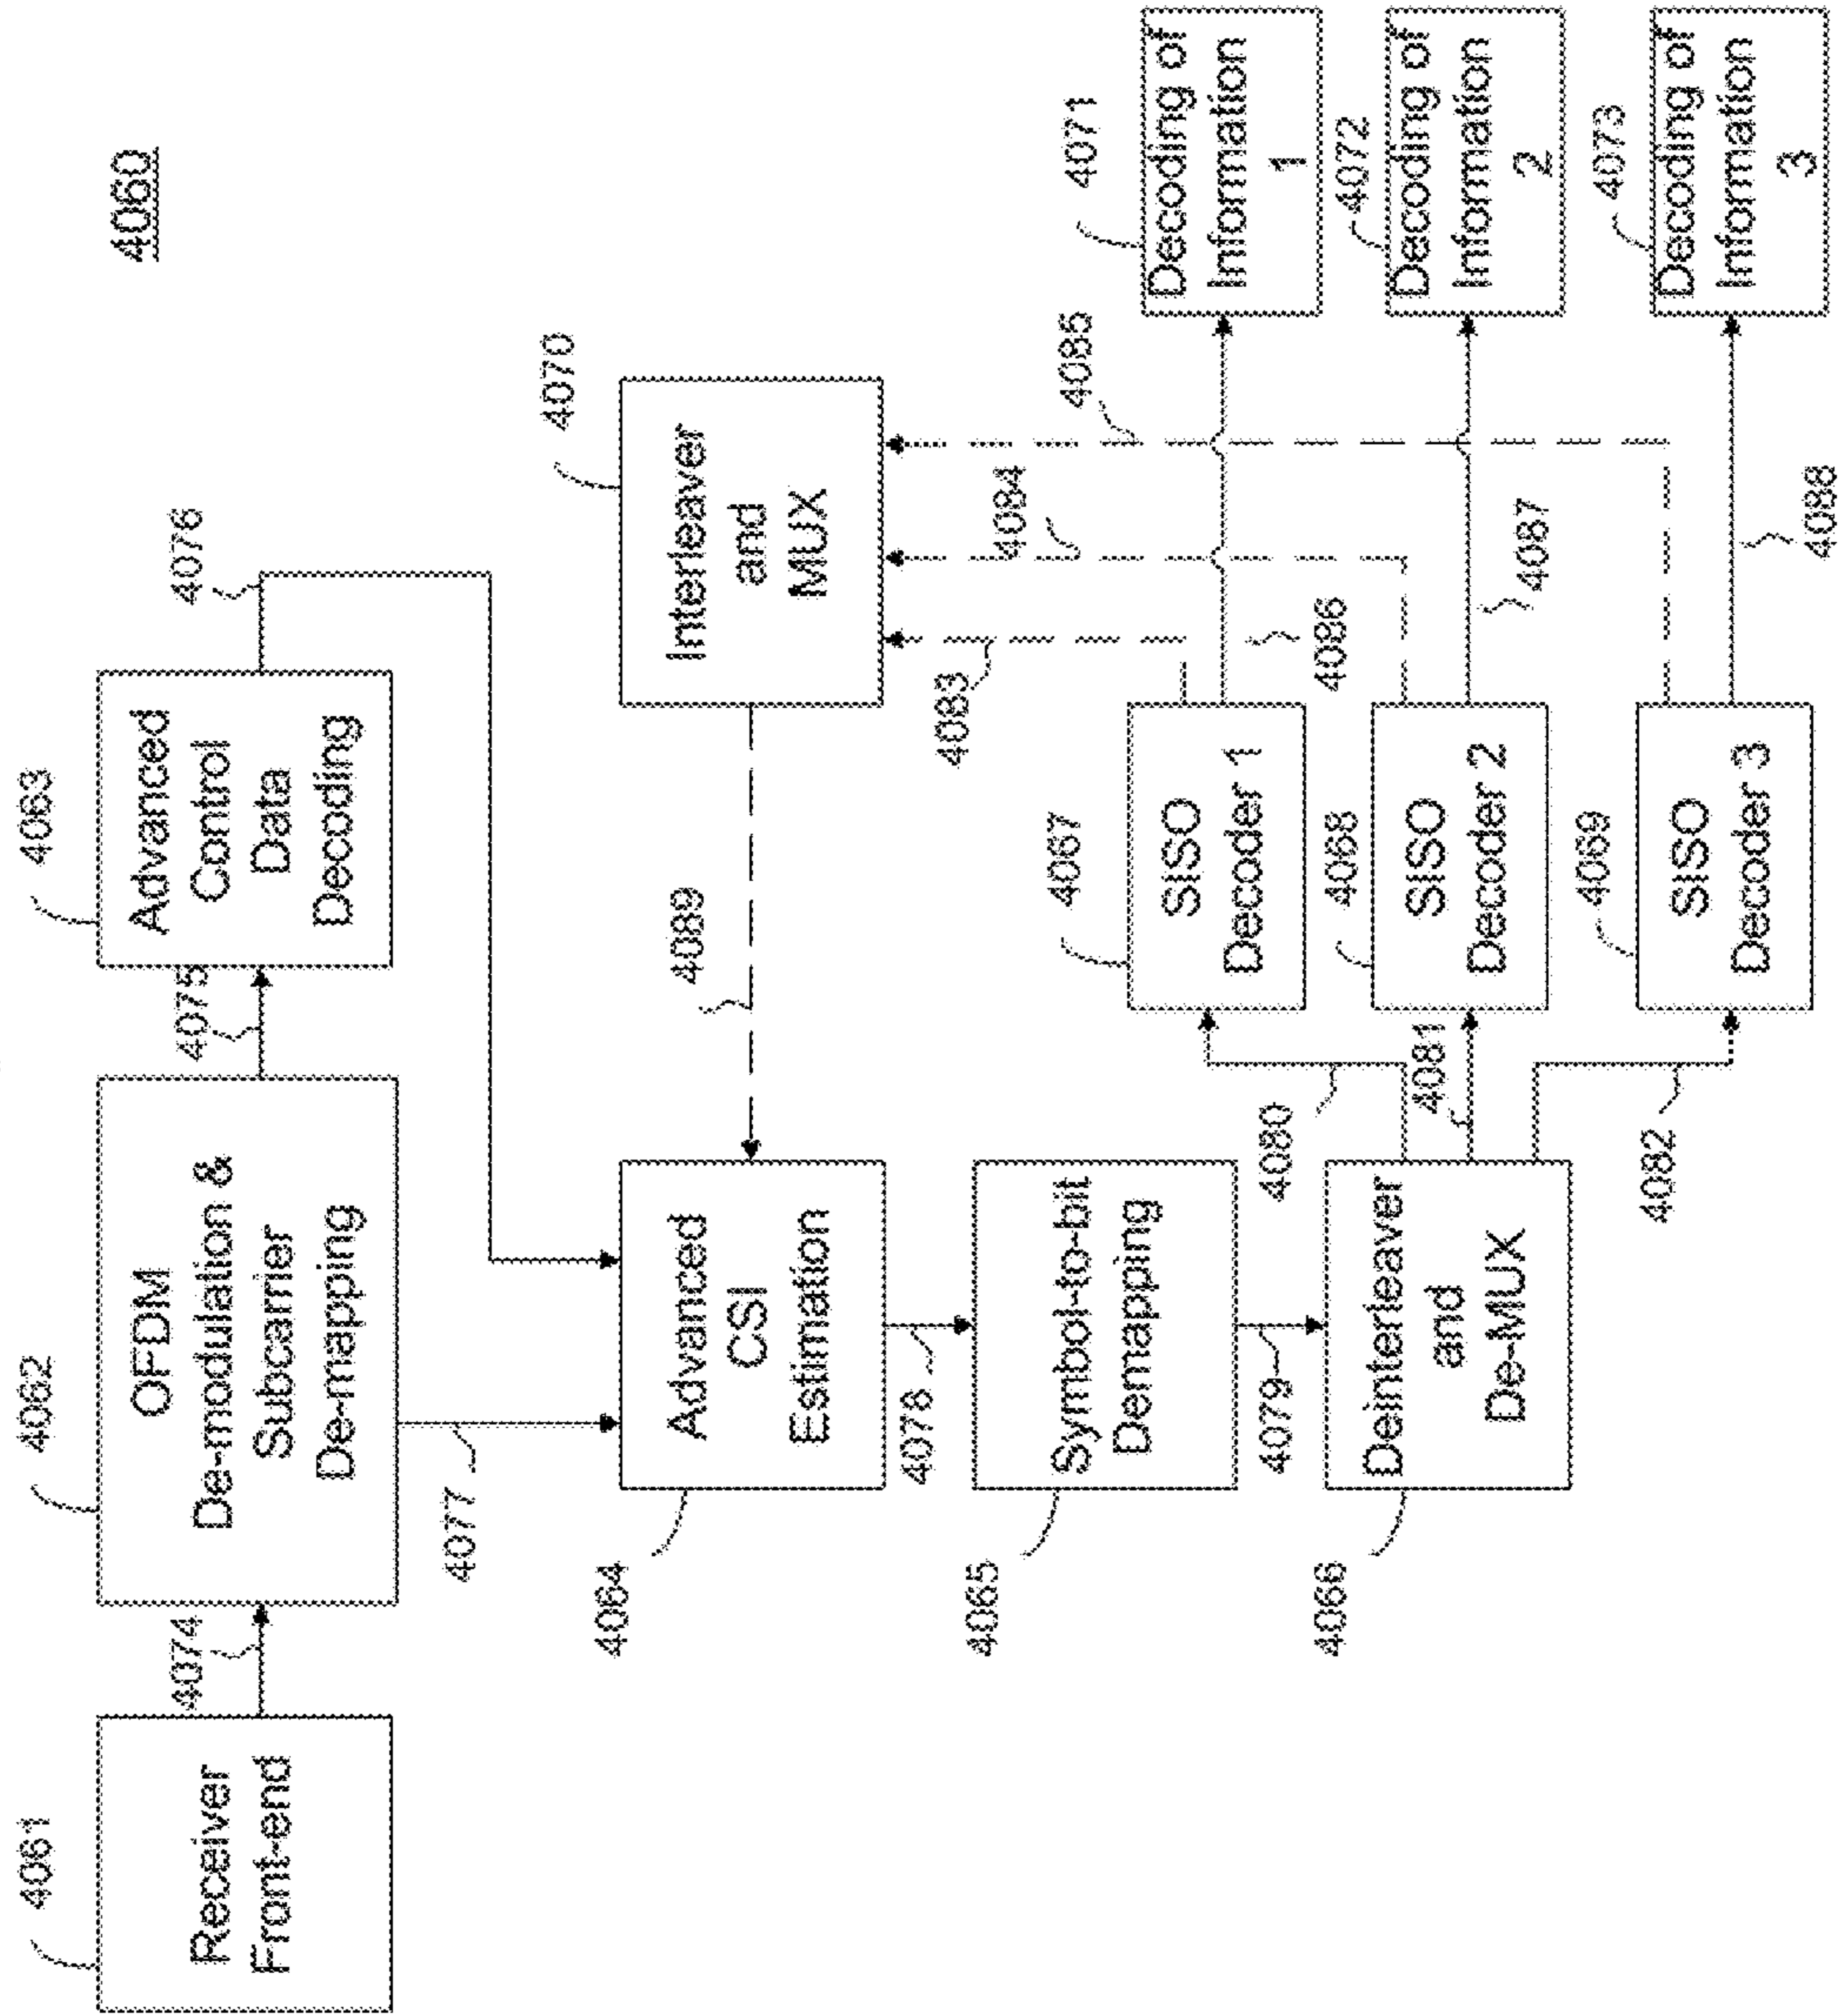 4060
4061
Receiver
Front-end
4074
4062
OFDM
De-modulation &
Subcarrier
De-mapping
4075
4063
Advanced
Control
Data
Decoding
4076
4077
4064
Advanced
CSI
Estimation
4089
4070
Interleaver
and
MUX
4078
4065
Symbol-to-bit
Demapping
4079
4066
Deinterleaver
and
De-MUX
4080
4081
4082
4067
SISO
Decoder 1
4068
SISO
Decoder 2
4069
SISO
Decoder 3
4083
4084
4085
4086
4087
4088
4071
Decoding of
Information
1
4072
Decoding of
Information
2
4073
Decoding of
Information
3